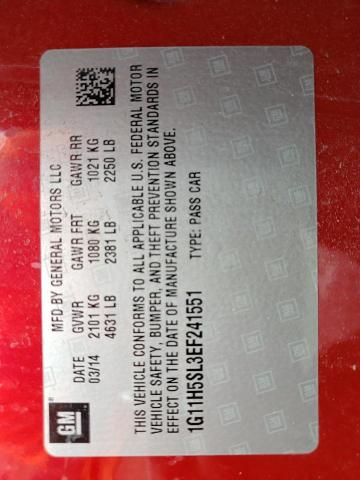 GM
MFD BY GENERAL MOTORS LLC
DATE GVWR GAWR FRT GAWR RR
03/14 2101 KG 1080 KG 1021 KG
4631 LB 2381 LB 2250 LB
THIS VEHICLE CONFORMS TO ALL APPLICABLE U.S. FEDERAL MOTOR
VEHICLE SAFETY, BUMPER, AND THEFT PREVENTION STANDARDS IN
EFFECT ON THE DATE OF MANUFACTURE SHOWN ABOVE.
1G11H5SL3EF241551 TYPE: PASS CAR